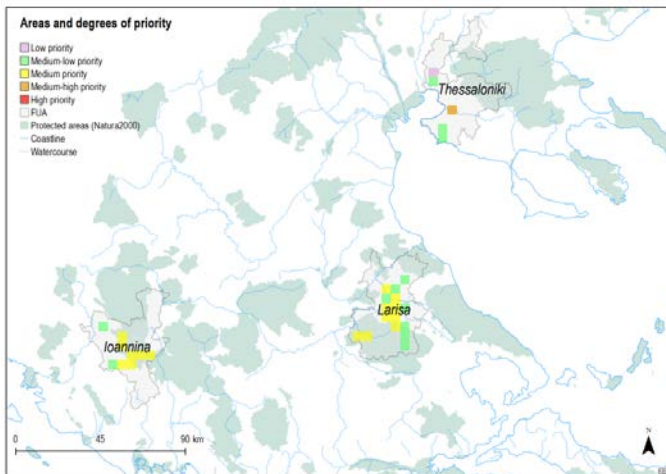 Areas and degrees of priority
Low priority
Medium-low priority
Medium priority
Medium-high priority
High priority
FUA
Protected areas (Natura2000)
Coastline
Watercourse
Thessaloniki
Larisa
Ioannina
0 45 90 km
N